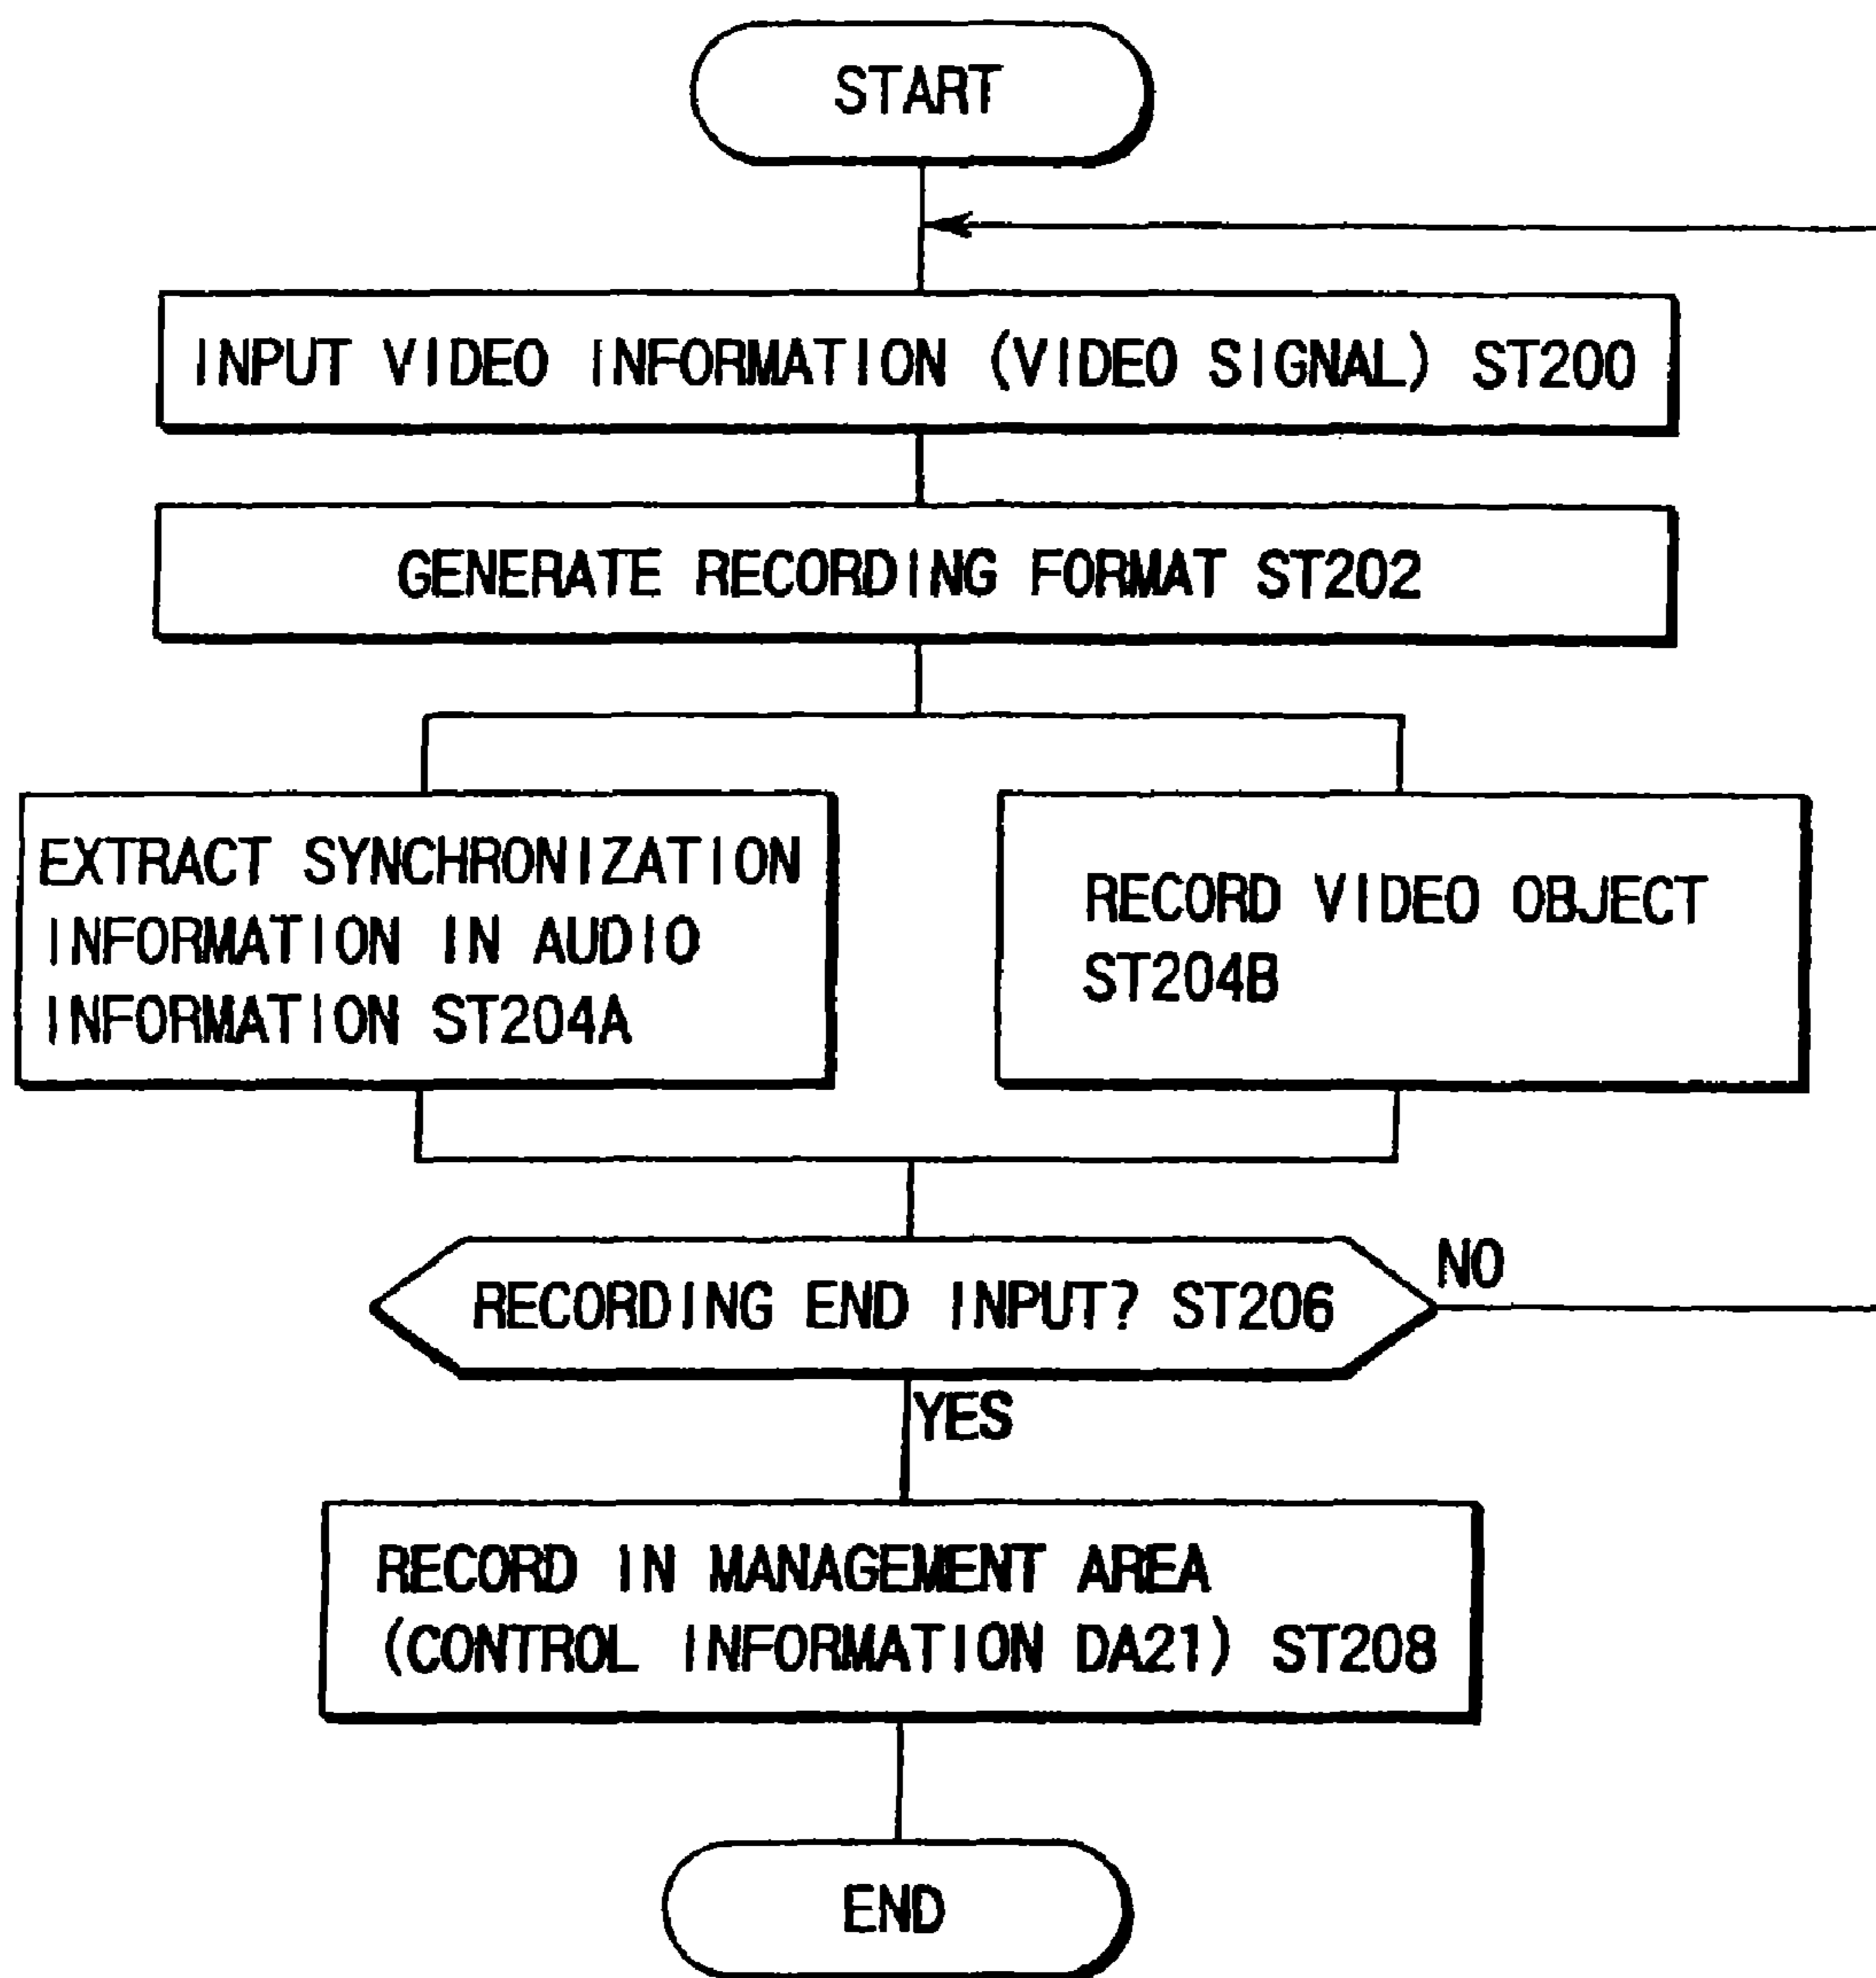 START
INPUT VIDEO INFORMATION (VIDEO SIGNAL) ST200
GENERATE RECORDING FORMAT ST202
EXTRACT SYNCHRONIZATION
INFORMATION IN AUDIO
INFORMATION ST204A
RECORD VIDEO OBJECT
ST204B
RECORDING END INPUT? ST206
NO
YES
RECORD IN MANAGEMENT AREA
(CONTROL INFORMATION DA21) ST208
END